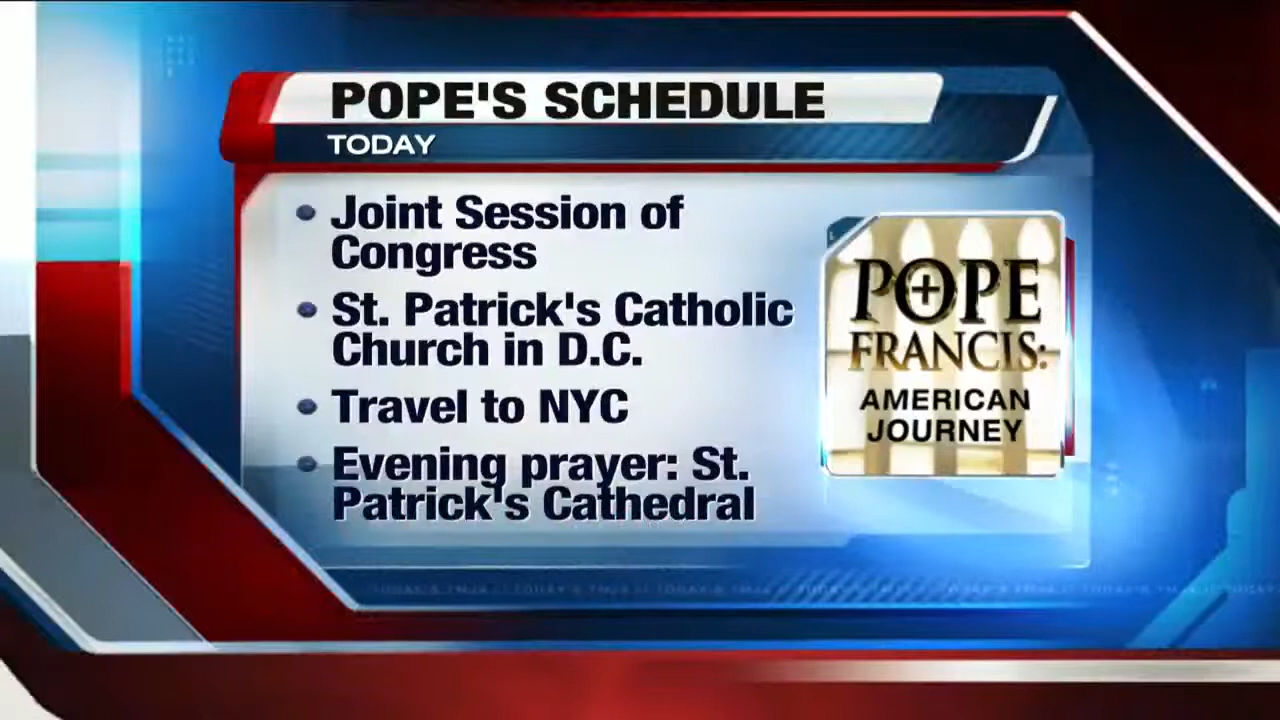 POPE'S SCHEDULE
TODAY
• Joint Session of
Congress
• St. Patrick's Catholic
Church in D.C.
• Travel to NYC
• Evening prayer: St.
Patrick's Cathedral
POPE
FRANCIS:
AMERICAN
JOURNEY